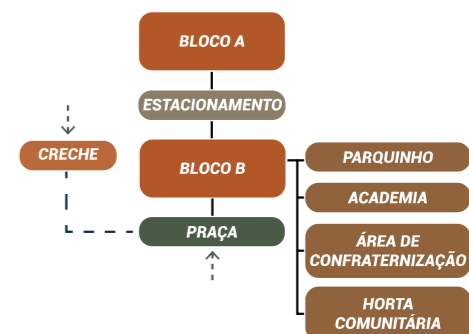 BLOCO A
ESTACIONAMENTO
CRECHE
BLOCO B
PARQUINHO
ACADEMIA
PRAÇA
ÁREA DE
CONFRATERNIZAÇÃO
HORTA
COMUNITÁRIA